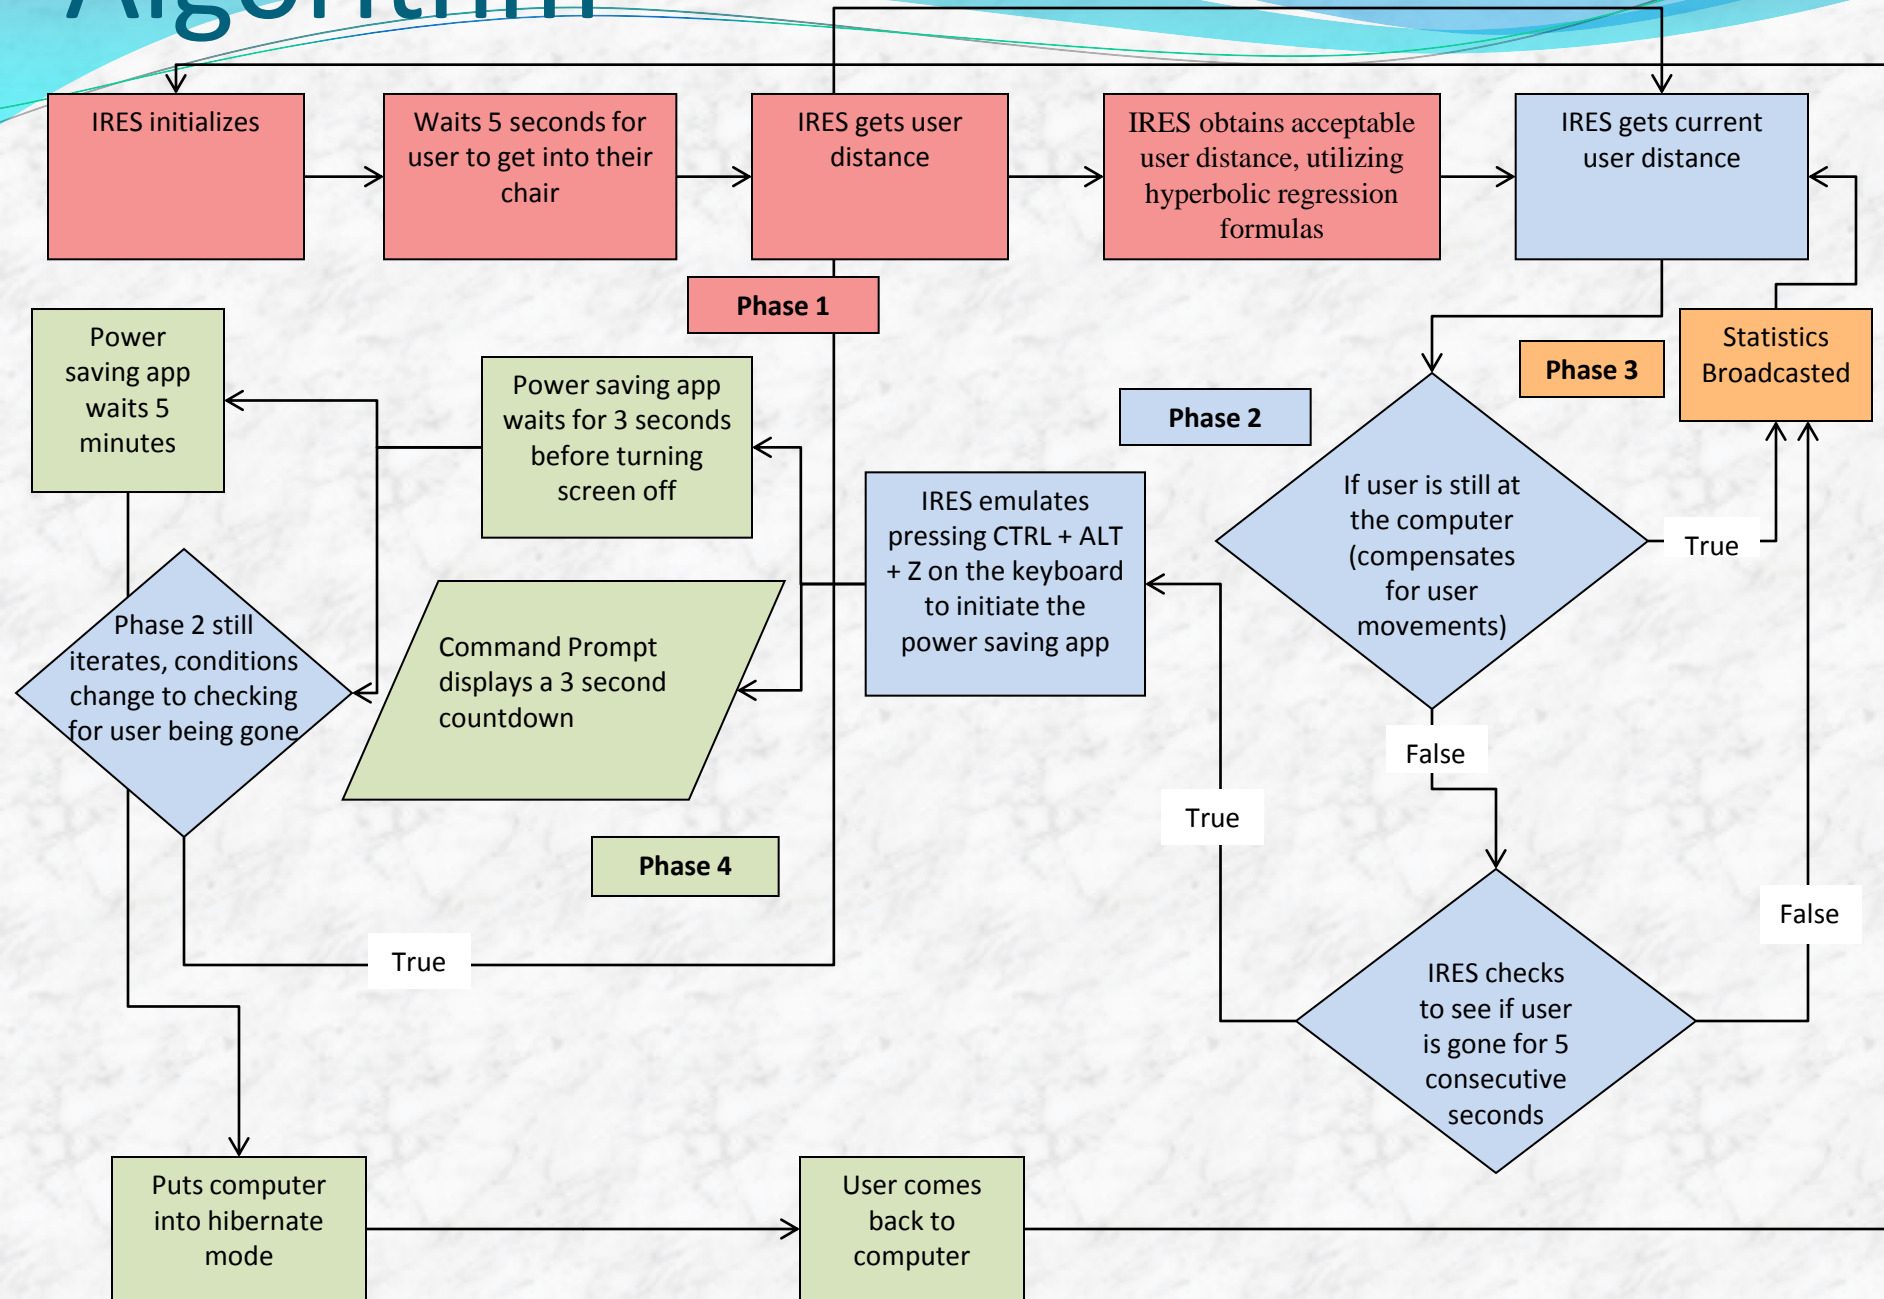 Algorithm
IRES initializes
Waits 5 seconds for
user to get into their
chair
IRES gets user
distance
IRES obtains acceptable
user distance, utilizing
hyperbolic regression
formulas
IRES gets current
user distance
Phase 1
Power
saving app
waits 5
minutes
Power saving app
waits for 3 seconds
before turning
screen off
Phase 2
Phase 3
Statistics
Broadcasted
IRES emulates
pressing CTRL + ALT
+ Z on the keyboard
to initiate the
power saving app
If user is still at
the computer
(compensates
for user
movements)
True
Phase 2 still
iterates, conditions
change to checking
for user being gone
Command Prompt
displays a 3 second
countdown
False
True
Phase 4
False
True
IRES checks
to see if user
is gone for 5
consecutive
seconds
Puts computer
into hibernate
mode
User comes
back to
computer